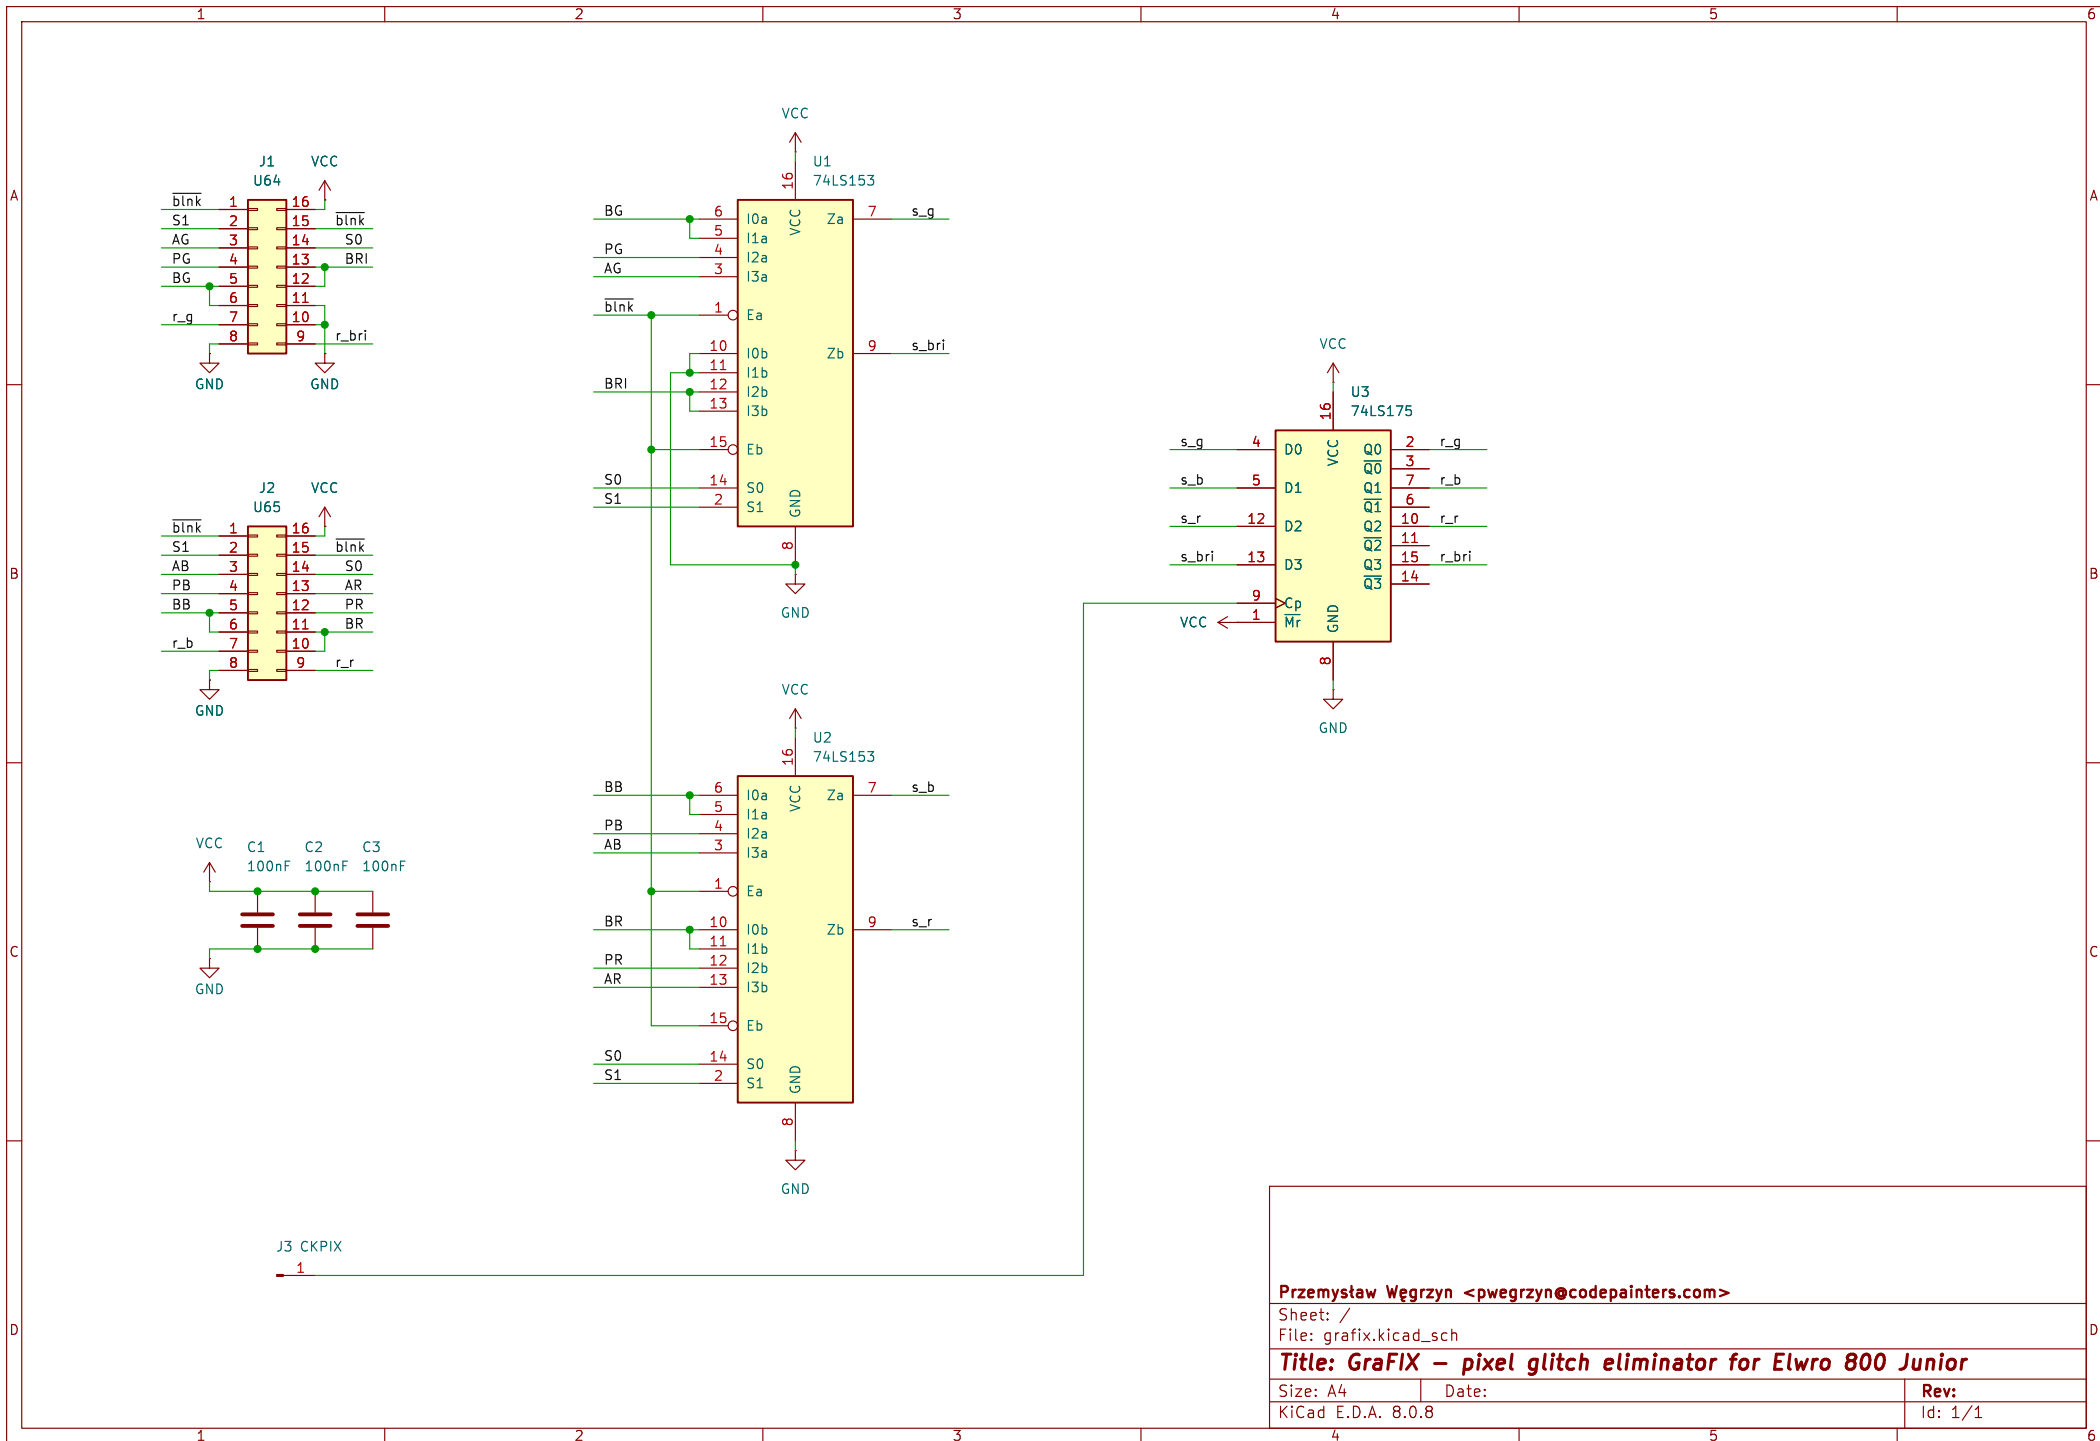 1 2 3 4 5 6
A A
B B
C C
D D
J1
U64
VCC
blnk 1 16
S1 2 15 blnk
AG 3 14 S0
PG 4 13 BRI
BG 5 12
6 11
r_g 7 10
8 9 r_bri
GND GND
J2
U65
VCC
blnk 1 16
S1 2 15 blnk
AB 3 14 S0
PB 4 13 AR
BB 5 12 PR
6 11 BR
r_b 7 10
8 9 r_r
GND
VCC
C1 C2 C3
100nF 100nF 100nF
GND
J3 CKPIX
1
VCC
U1
74LS153
16
VCC
BG 6 I0a Za 7 s_g
5 I1a
PG 4 I2a
AG 3 I3a
blnk 1 Ea
10 I0b Zb 9 s_bri
11 I1b
BRI 12 I2b
13 I3b
15 Eb
S0 14 S0
S1 2 S1
GND
8
GND
VCC
U2
74LS153
16
VCC
BB 6 I0a Za 7 s_b
5 I1a
PB 4 I2a
AB 3 I3a
1 Ea
BR 10 I0b Zb 9 s_r
11 I1b
PR 12 I2b
AR 13 I3b
15 Eb
S0 14 S0
S1 2 S1
GND
8
GND
VCC
U3
74LS175
16
VCC
s_g 4 D0 Q0 2 r_g
Q0 3
s_b 5 D1 Q1 7 r_b
Q1 6
s_r 12 D2 Q2 10 r_r
Q2 11
s_bri 13 D3 Q3 15 r_bri
Q3 14
9 Cp
VCC 1 Mr
GND
8
GND
Przemysław Węgrzyn <pwegrzyn@codepainters.com>
Sheet: /
File: grafix.kicad_sch
Title: GraFIX – pixel glitch eliminator for Elwro 800 Junior
Size: A4 Date: Rev:
KiCad E.D.A. 8.0.8 Id: 1/1
1 2 3 4 5 6